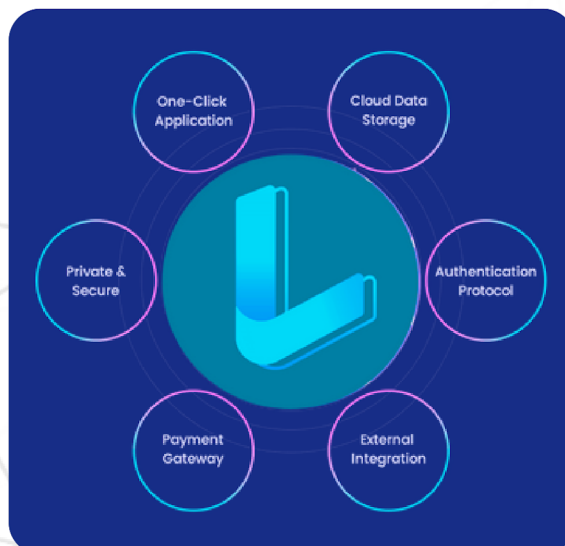 One-Click
Application
Cloud Data
Storage
Private &
Secure
Authentication
Protocol
Payment
Gateway
External
Integration